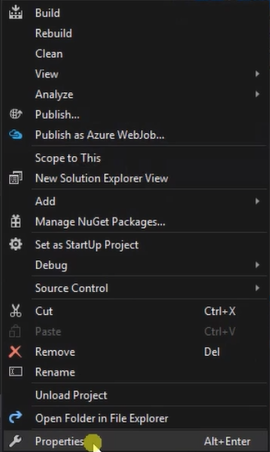 Build
Rebuild
Clean
View
Analyze
Publish...
Publish as Azure WebJob...
Scope to This
New Solution Explorer View
Add
Manage NuGet Packages...
Set as StartUp Project
Debug
Source Control
Cut Ctrl+X
Paste Ctrl+V
Remove Del
Rename
Unload Project
Open Folder in File Explorer
Properties Alt+Enter